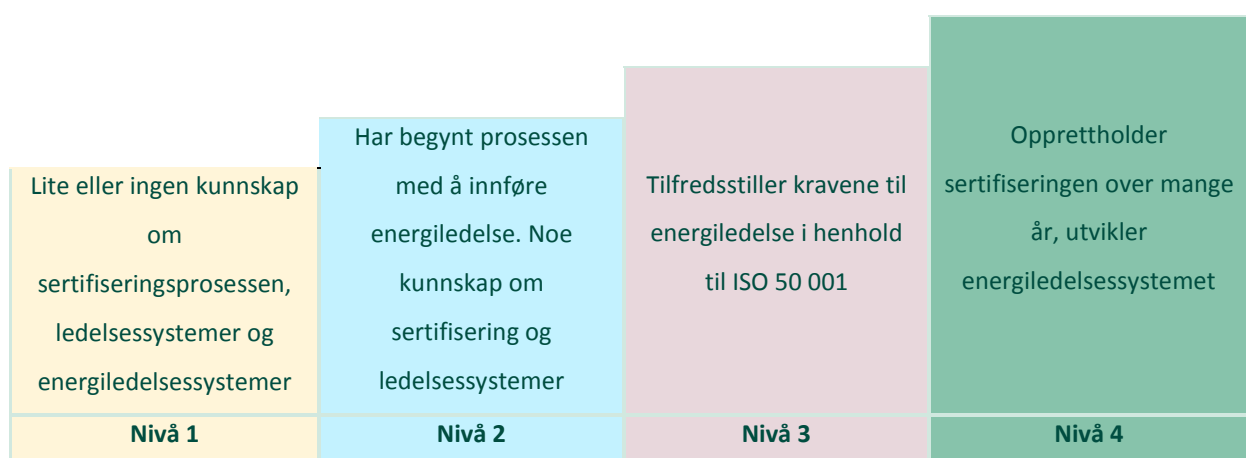 Lite eller ingen kunnskap
om
sertifiseringsprosessen,
ledelsessystemer og
energiledelsessystemer
Nivå 1
Har begynt prosessen
med å innføre
energiledelse. Noe
kunnskap om
sertifisering og
ledelsessystemer
Nivå 2
Tilfredsstiller kravene til
energiledelse i henhold
til ISO 50 001
Nivå 3
Opprettholder
sertifiseringen over mange
år, utvikler
energiledelsessystemet
Nivå 4